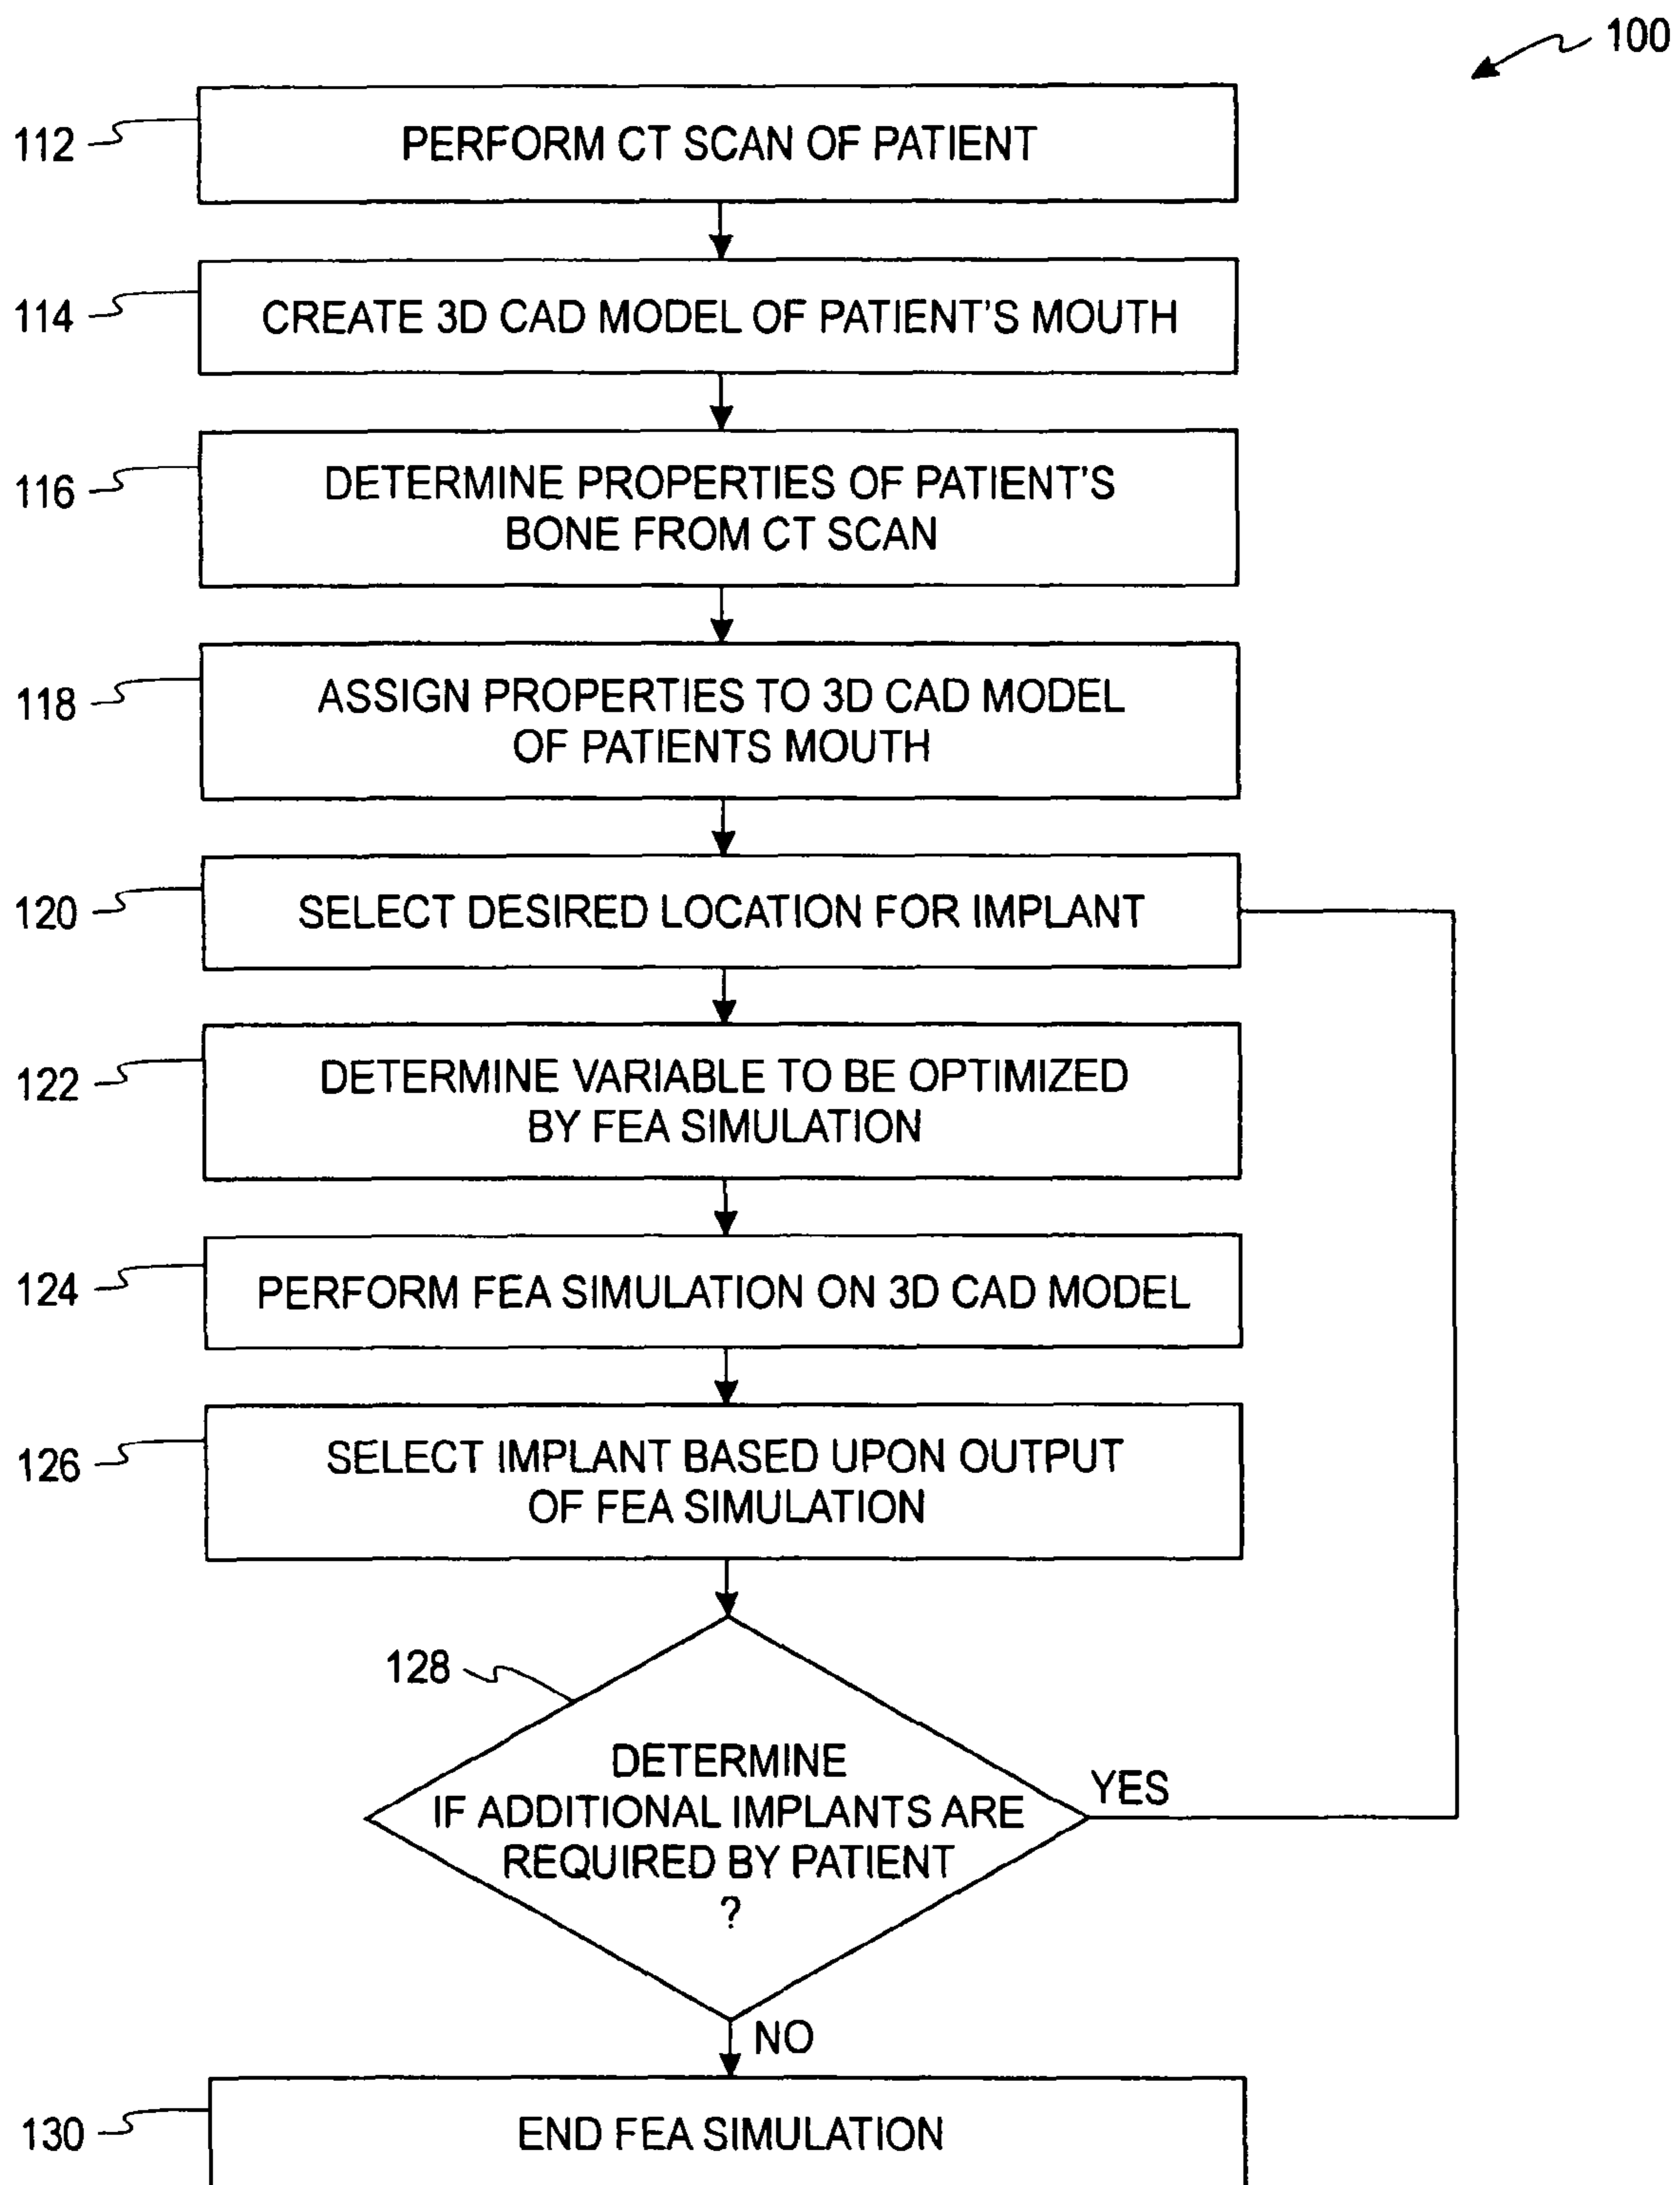 100
112
PERFORM CT SCAN OF PATIENT
114
CREATE 3D CAD MODEL OF PATIENT'S MOUTH
116
DETERMINE PROPERTIES OF PATIENT'S
BONE FROM CT SCAN
118
ASSIGN PROPERTIES TO 3D CAD MODEL
OF PATIENTS MOUTH
120
SELECT DESIRED LOCATION FOR IMPLANT
122
DETERMINE VARIABLE TO BE OPTIMIZED
BY FEA SIMULATION
124
PERFORM FEA SIMULATION ON 3D CAD MODEL
126
SELECT IMPLANT BASED UPON OUTPUT
OF FEA SIMULATION
128
DETERMINE
IF ADDITIONAL IMPLANTS ARE
REQUIRED BY PATIENT
?
YES
NO
130
END FEA SIMULATION